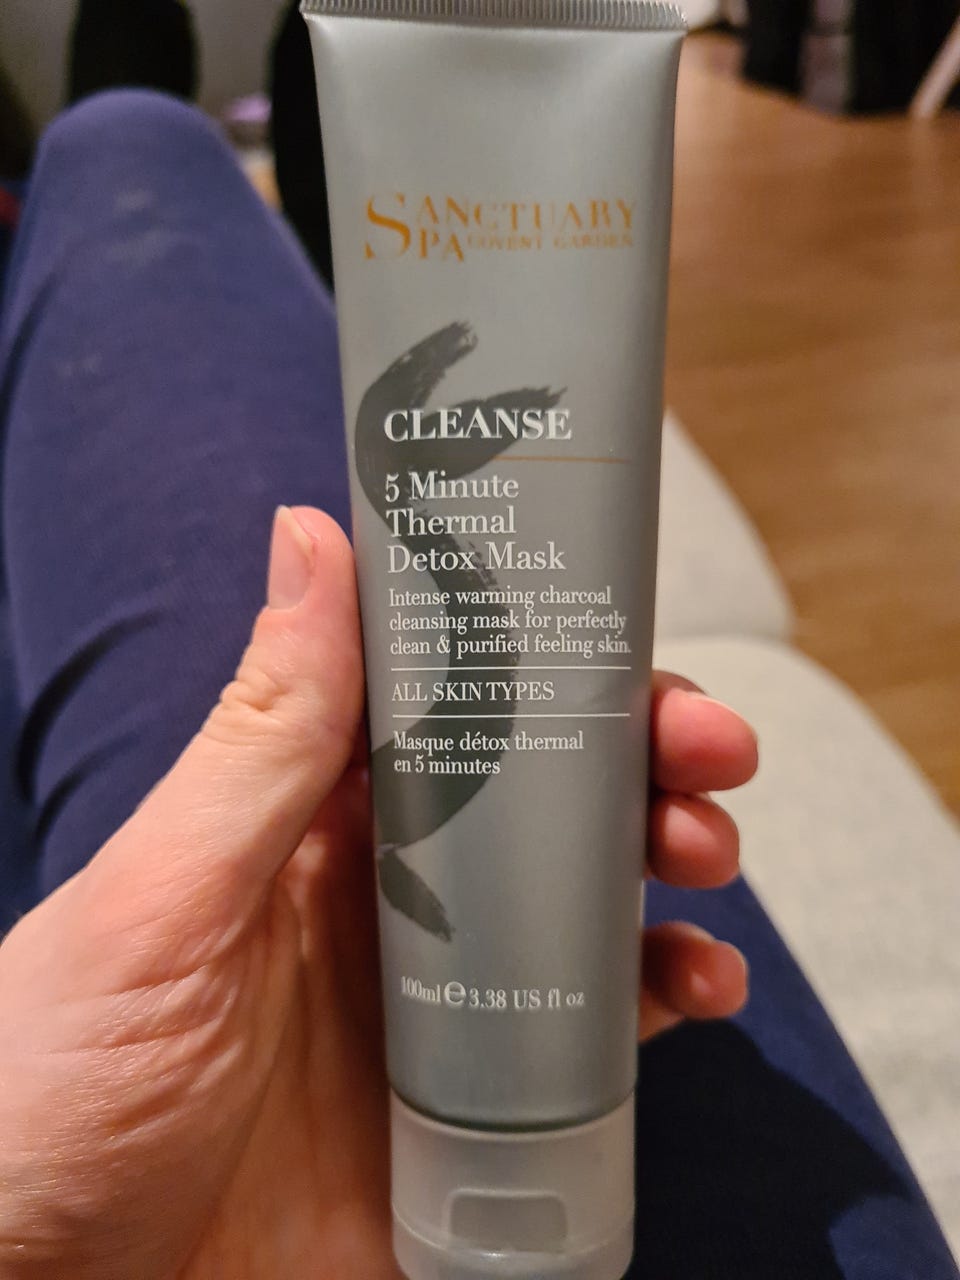 SANCTUARY
SPA COVENT GARDEN
CLEANSE
5 Minute
Thermal
Detox Mask
Intense warming charcoal
cleansing mask for perfectly
clean & purified feeling skin.
ALL SKIN TYPES
Masque détox thermal
en 5 minutes
100ml e 3.38 US fl oz